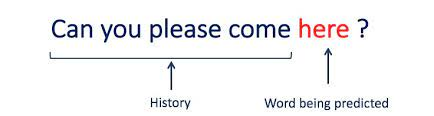 Can you please come here ?
History
Word being predicted